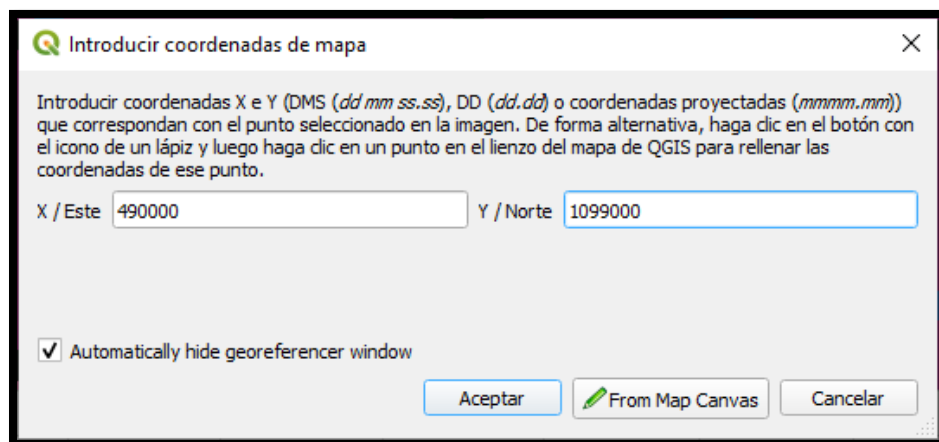 Introducir coordenadas de mapa
Introducir coordenadas X e Y (DMS (dd mm ss.ss), DD (dd.dd) o coordenadas proyectadas (mmmm.mm))
que correspondan con el punto seleccionado en la imagen. De forma alternativa, haga clic en el botón con
el icono de un lápiz y luego haga clic en un punto en el lienzo del mapa de QGIS para rellenar las
coordenadas de ese punto.
X / Este 490000 Y / Norte 1099000
Automatically hide georeferencer window
Aceptar From Map Canvas Cancelar